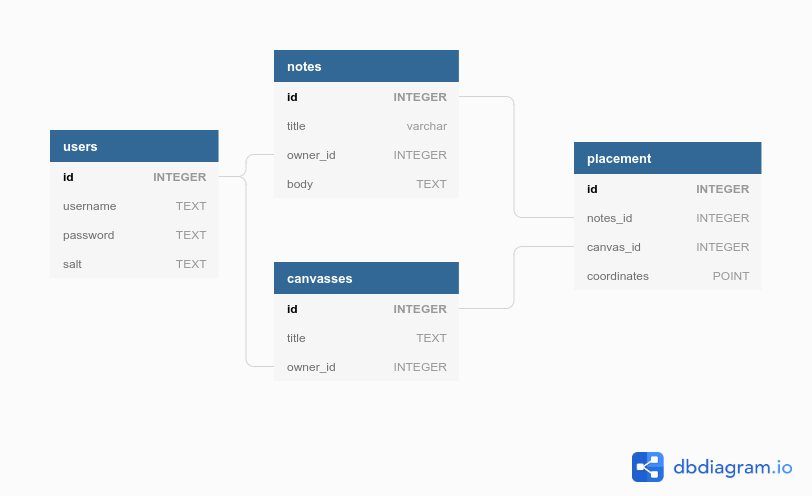 users
id INTEGER
username TEXT
password TEXT
salt TEXT
notes
id INTEGER
title varchar
owner_id INTEGER
body TEXT
canvasses
id INTEGER
title TEXT
owner_id INTEGER
placement
id INTEGER
notes_id INTEGER
canvas_id INTEGER
coordinates POINT
dbdiagram.io